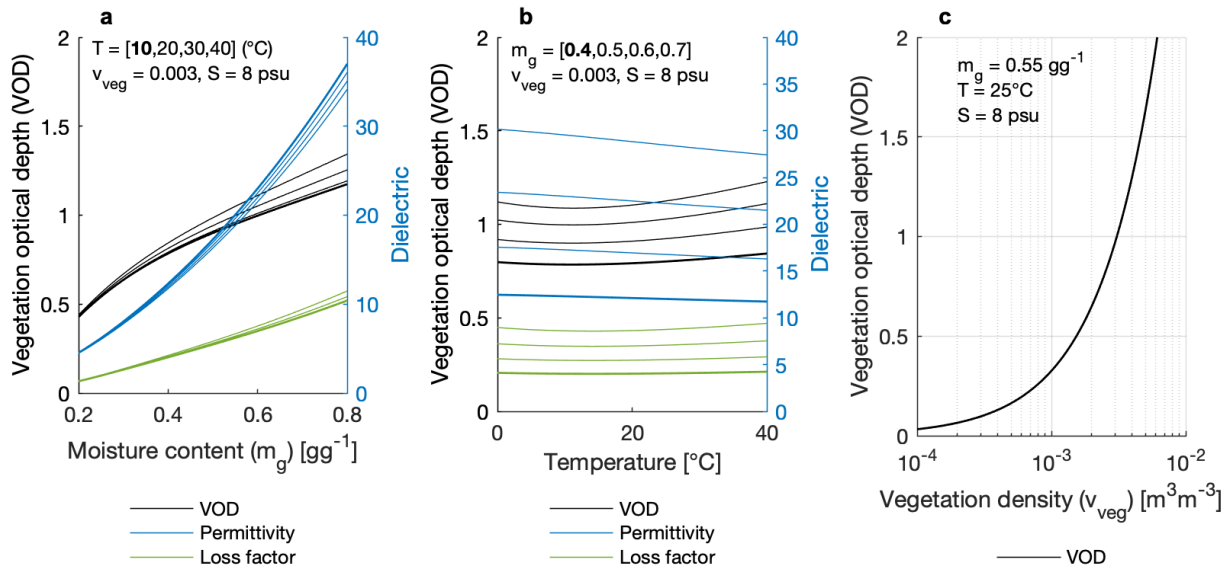 a
T = [10,20,30,40] (°C)
v_veg = 0.003, S = 8 psu
Vegetation optical depth (VOD)
2
1.5
1
0.5
0
0.2
0.4
0.6
0.8
Moisture content (m_g) [gg⁻¹]
40
30
20
10
0
Dielectric
VOD
Permittivity
Loss factor
b
m_g = [0.4,0.5,0.6,0.7]
v_veg = 0.003, S = 8 psu
Vegetation optical depth (VOD)
2
1.5
1
0.5
0
0
20
40
Temperature [°C]
40
35
30
25
20
15
10
5
0
Dielectric
VOD
Permittivity
Loss factor
c
m_g = 0.55 gg⁻¹
T = 25°C
S = 8 psu
Vegetation optical depth (VOD)
2
1.5
1
0.5
0
10⁻⁴
10⁻³
10⁻²
Vegetation density (v_veg) [m³m⁻³]
VOD